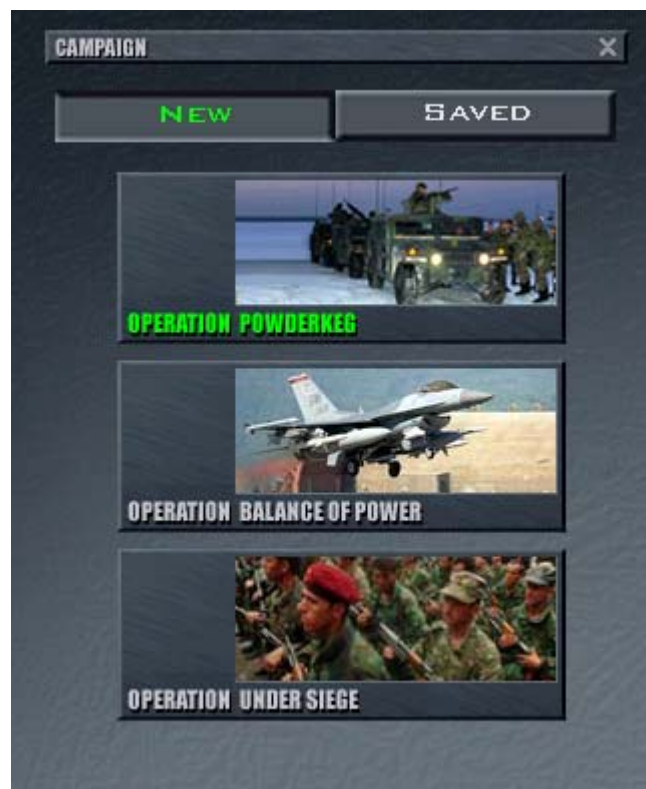 CAMPAIGN
NEW
SAVED
OPERATION POWDERKEG
OPERATION BALANCE OF POWER
OPERATION UNDER SIEGE